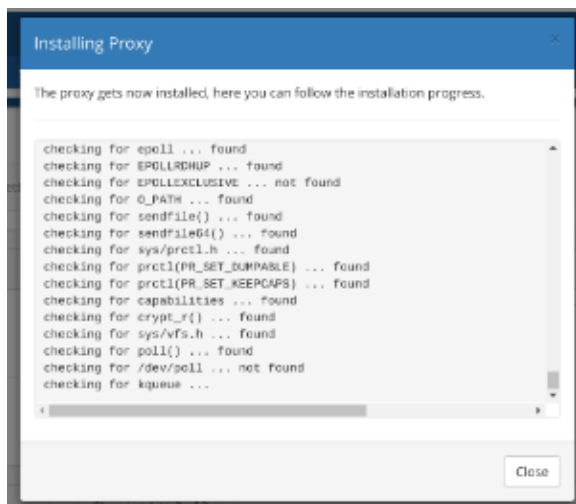 Installing Proxy
×
The proxy gets now installed, here you can follow the installation progress.
checking for epoll ... found
checking for EPOLLRDHUP ... found
checking for EPOLLEXCLUSIVE ... not found
checking for O_PATH ... found
checking for sendfile() ... found
checking for sendfile64() ... found
checking for sys/prctl.h ... found
checking for prctl(PR_SET_DUMPABLE) ... found
checking for prctl(PR_SET_KEEPCAPS) ... found
checking for capabilities ... found
checking for crypt_r() ... found
checking for sys/vfs.h ... found
checking for poll() ... found
checking for /dev/poll ... not found
checking for kqueue ...
Close